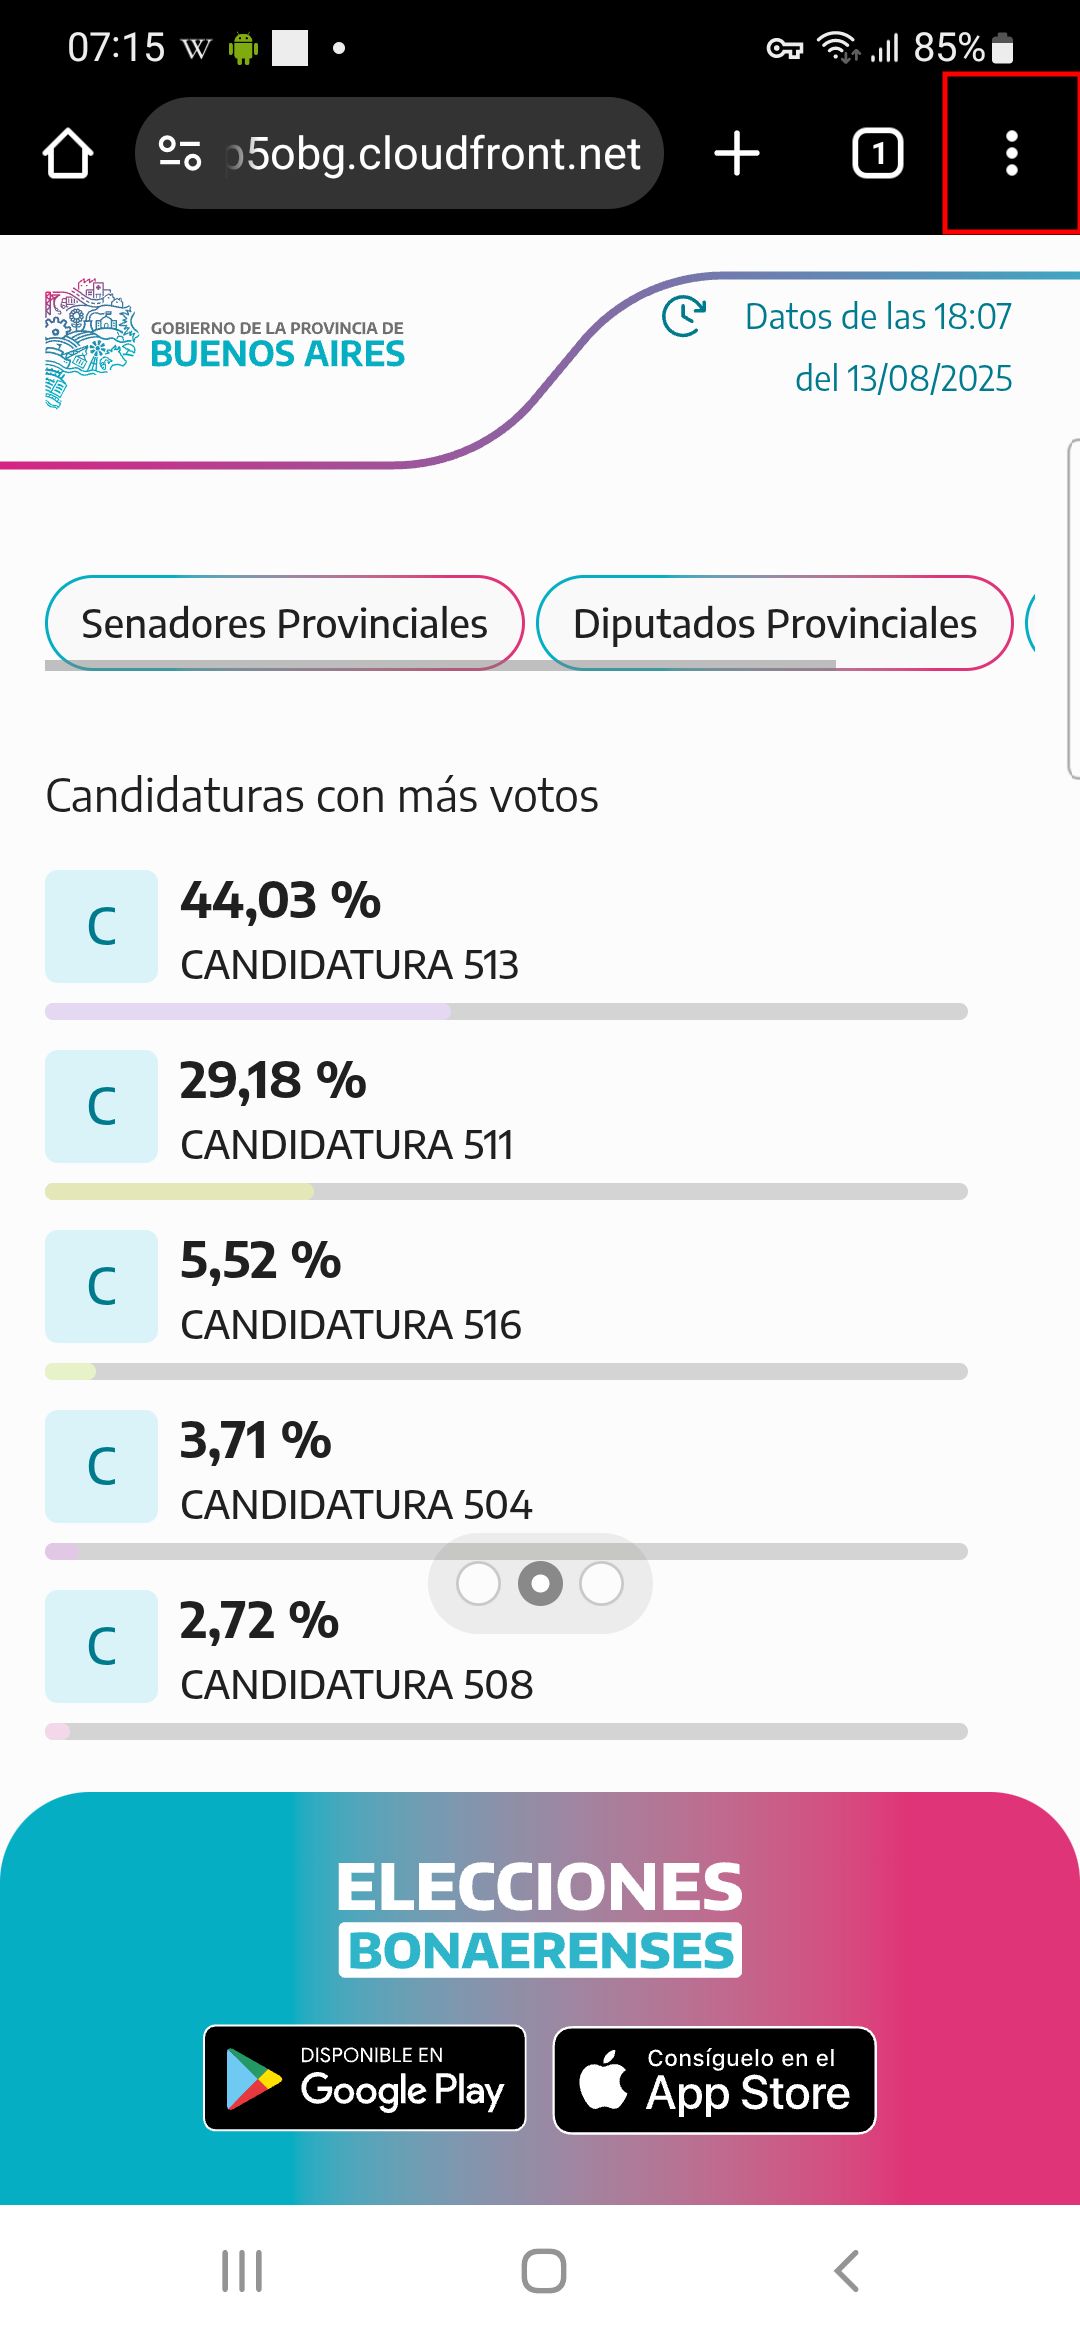 07:15 W 85%
p5obg.cloudfront.net
1
GOBIERNO DE LA PROVINCIA DE
BUENOS AIRES
Datos de las 18:07
del 13/08/2025
Senadores Provinciales
Diputados Provinciales
Candidaturas con más votos
C
44,03 %
CANDIDATURA 513
C
29,18 %
CANDIDATURA 511
C
5,52 %
CANDIDATURA 516
C
3,71 %
CANDIDATURA 504
C
2,72 %
CANDIDATURA 508
ELECCIONES
BONAERENSES
DISPONIBLE EN
Google Play
Consíguelo en el
App Store